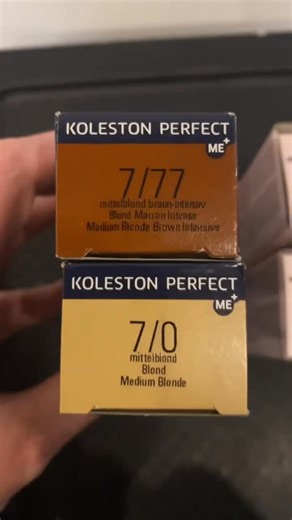 KOLESTON PERFECT
ME+
7/77
mittelblond braun-intensiv
Blond Marron Intense
Medium Blonde Brown Intensive
KOLESTON PERFECT
ME+
7/0
mittelblond
Blond
Medium Blonde